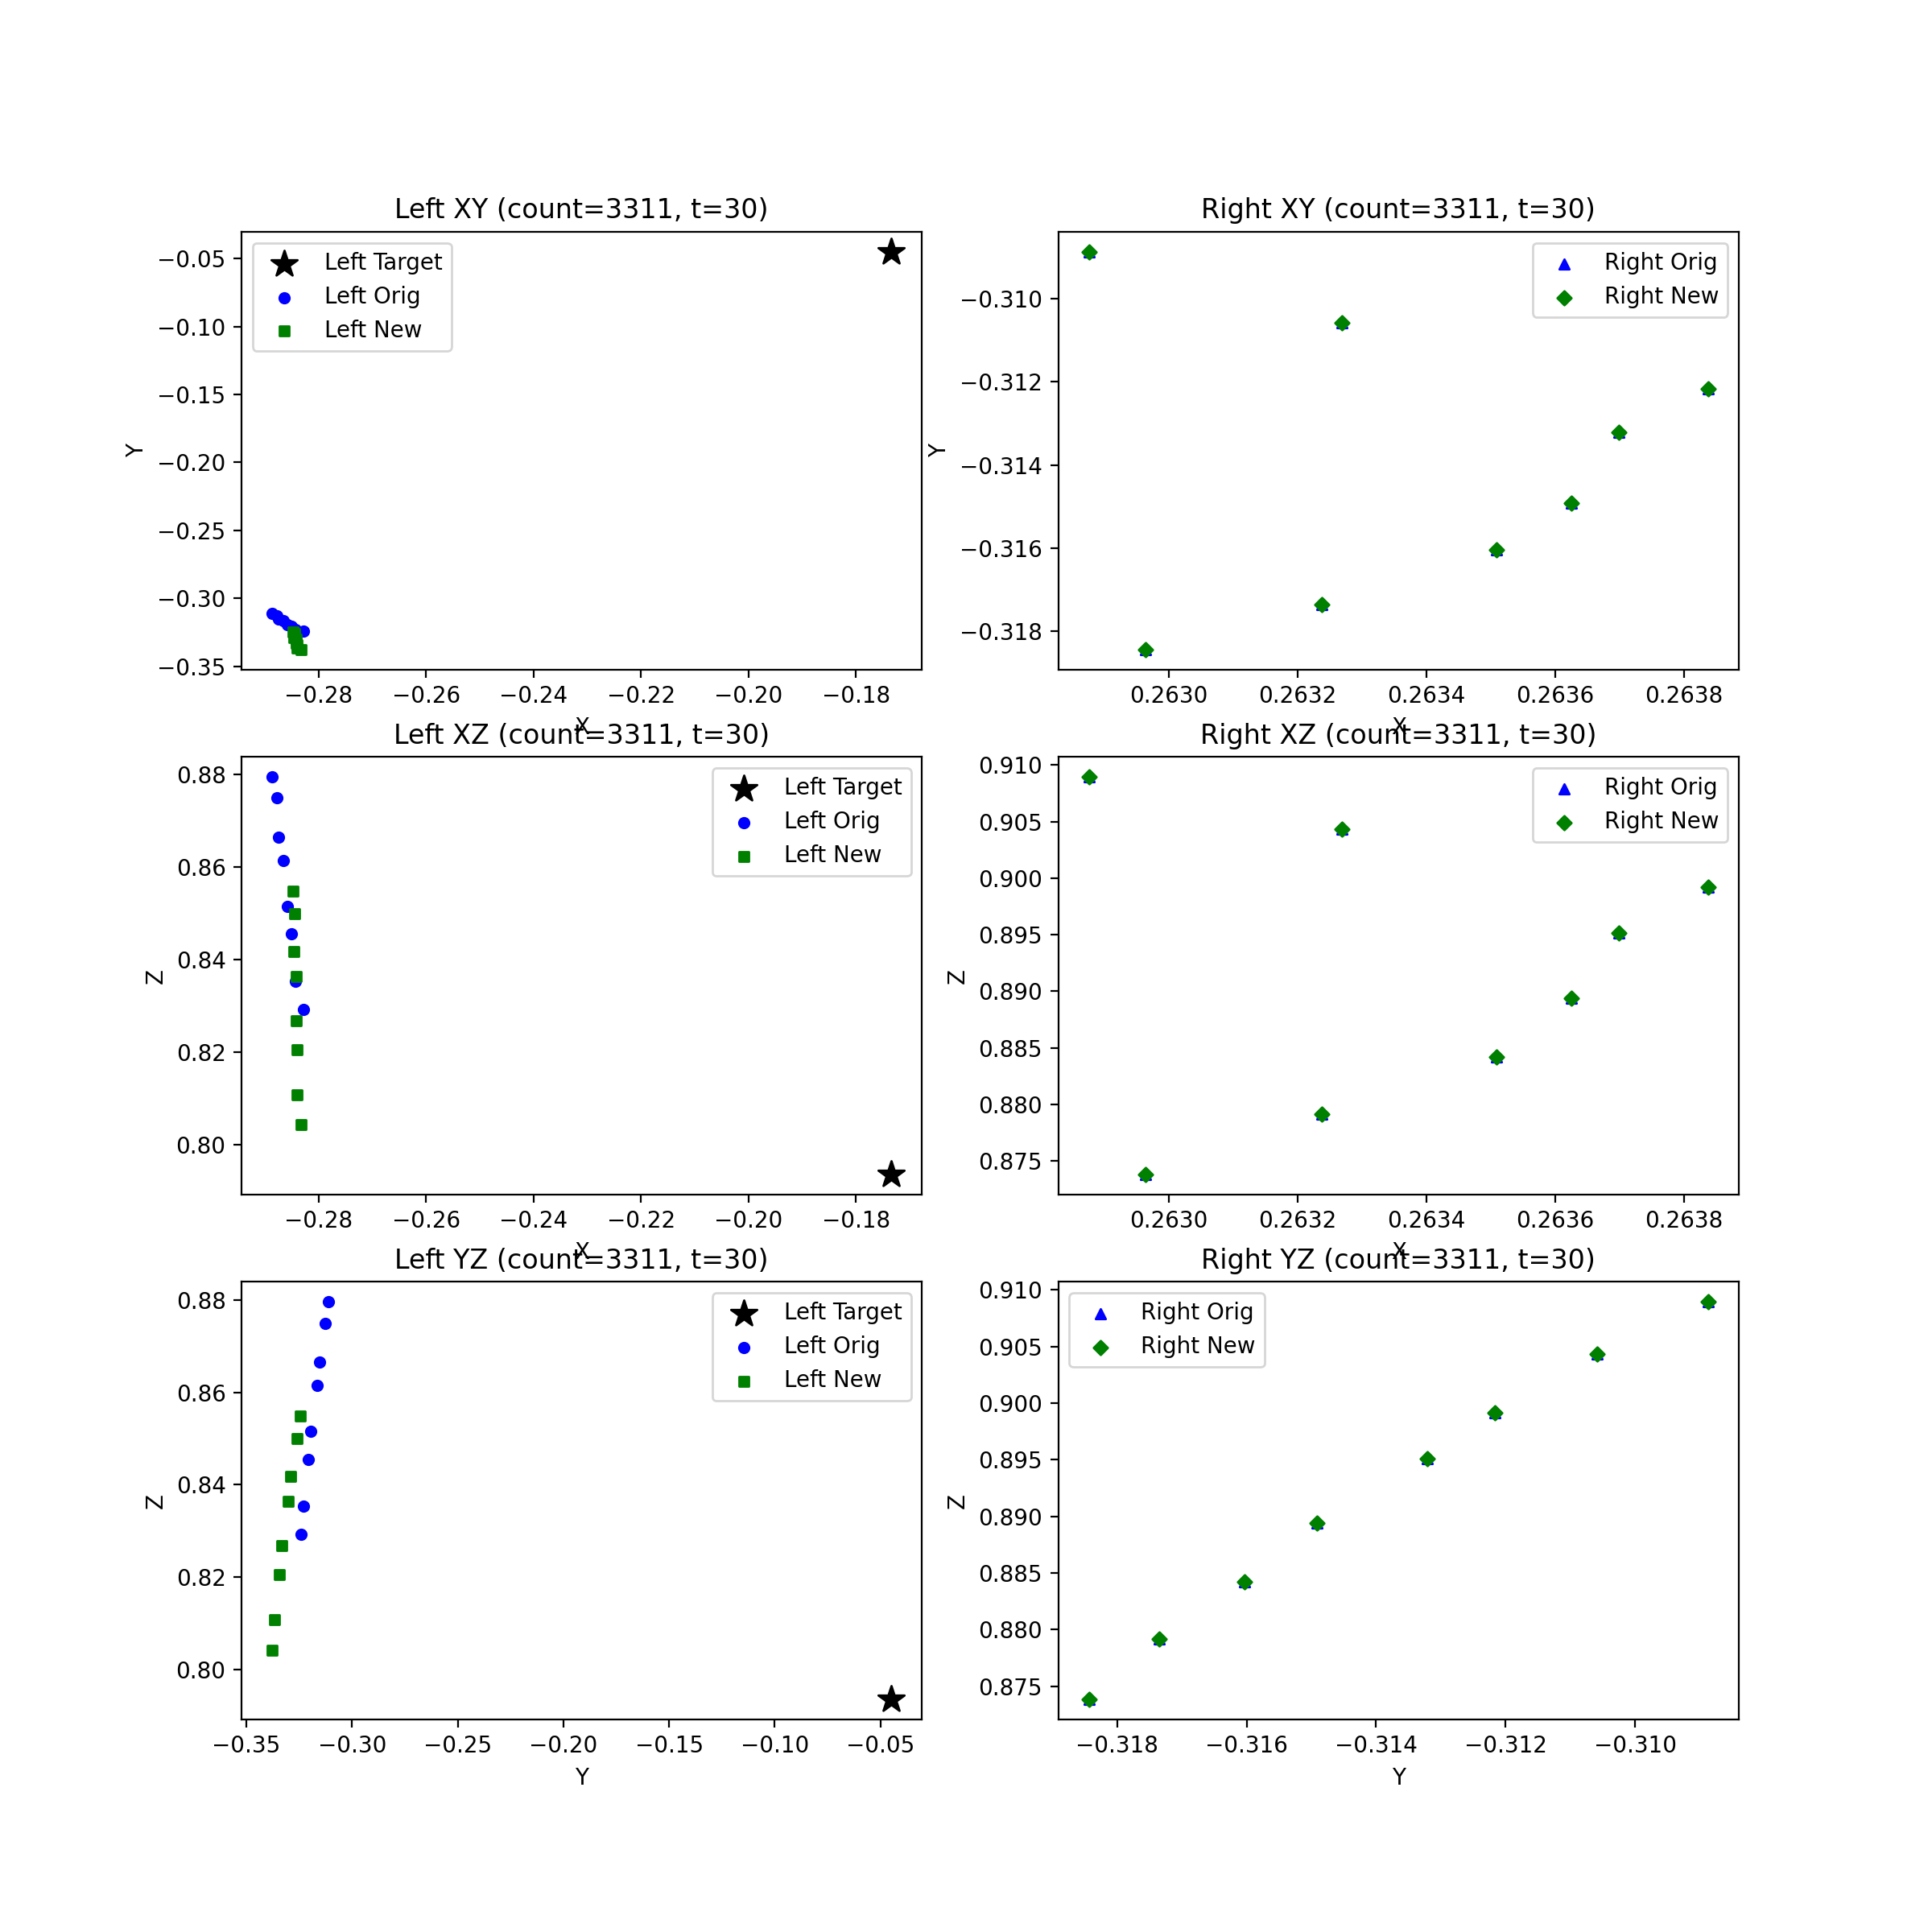 Left XY (count=3311, t=30)
Left Target
Left Orig
Left New
−0.05
−0.10
−0.15
−0.20
−0.25
−0.30
−0.35
Y
−0.28 −0.26 −0.24 −0.22 −0.20 −0.18
X
Right XY (count=3311, t=30)
Right Orig
Right New
−0.310
−0.312
−0.314
−0.316
−0.318
Y
0.2630 0.2632 0.2634 0.2636 0.2638
X
Left XZ (count=3311, t=30)
Left Target
Left Orig
Left New
0.88
0.86
0.84
0.82
0.80
Z
−0.28 −0.26 −0.24 −0.22 −0.20 −0.18
X
Right XZ (count=3311, t=30)
Right Orig
Right New
0.910
0.905
0.900
0.895
0.890
0.885
0.880
0.875
Z
0.2630 0.2632 0.2634 0.2636 0.2638
X
Left YZ (count=3311, t=30)
Left Target
Left Orig
Left New
0.88
0.86
0.84
0.82
0.80
Z
−0.35 −0.30 −0.25 −0.20 −0.15 −0.10 −0.05
Y
Right YZ (count=3311, t=30)
Right Orig
Right New
0.910
0.905
0.900
0.895
0.890
0.885
0.880
0.875
Z
−0.318 −0.316 −0.314 −0.312 −0.310
Y